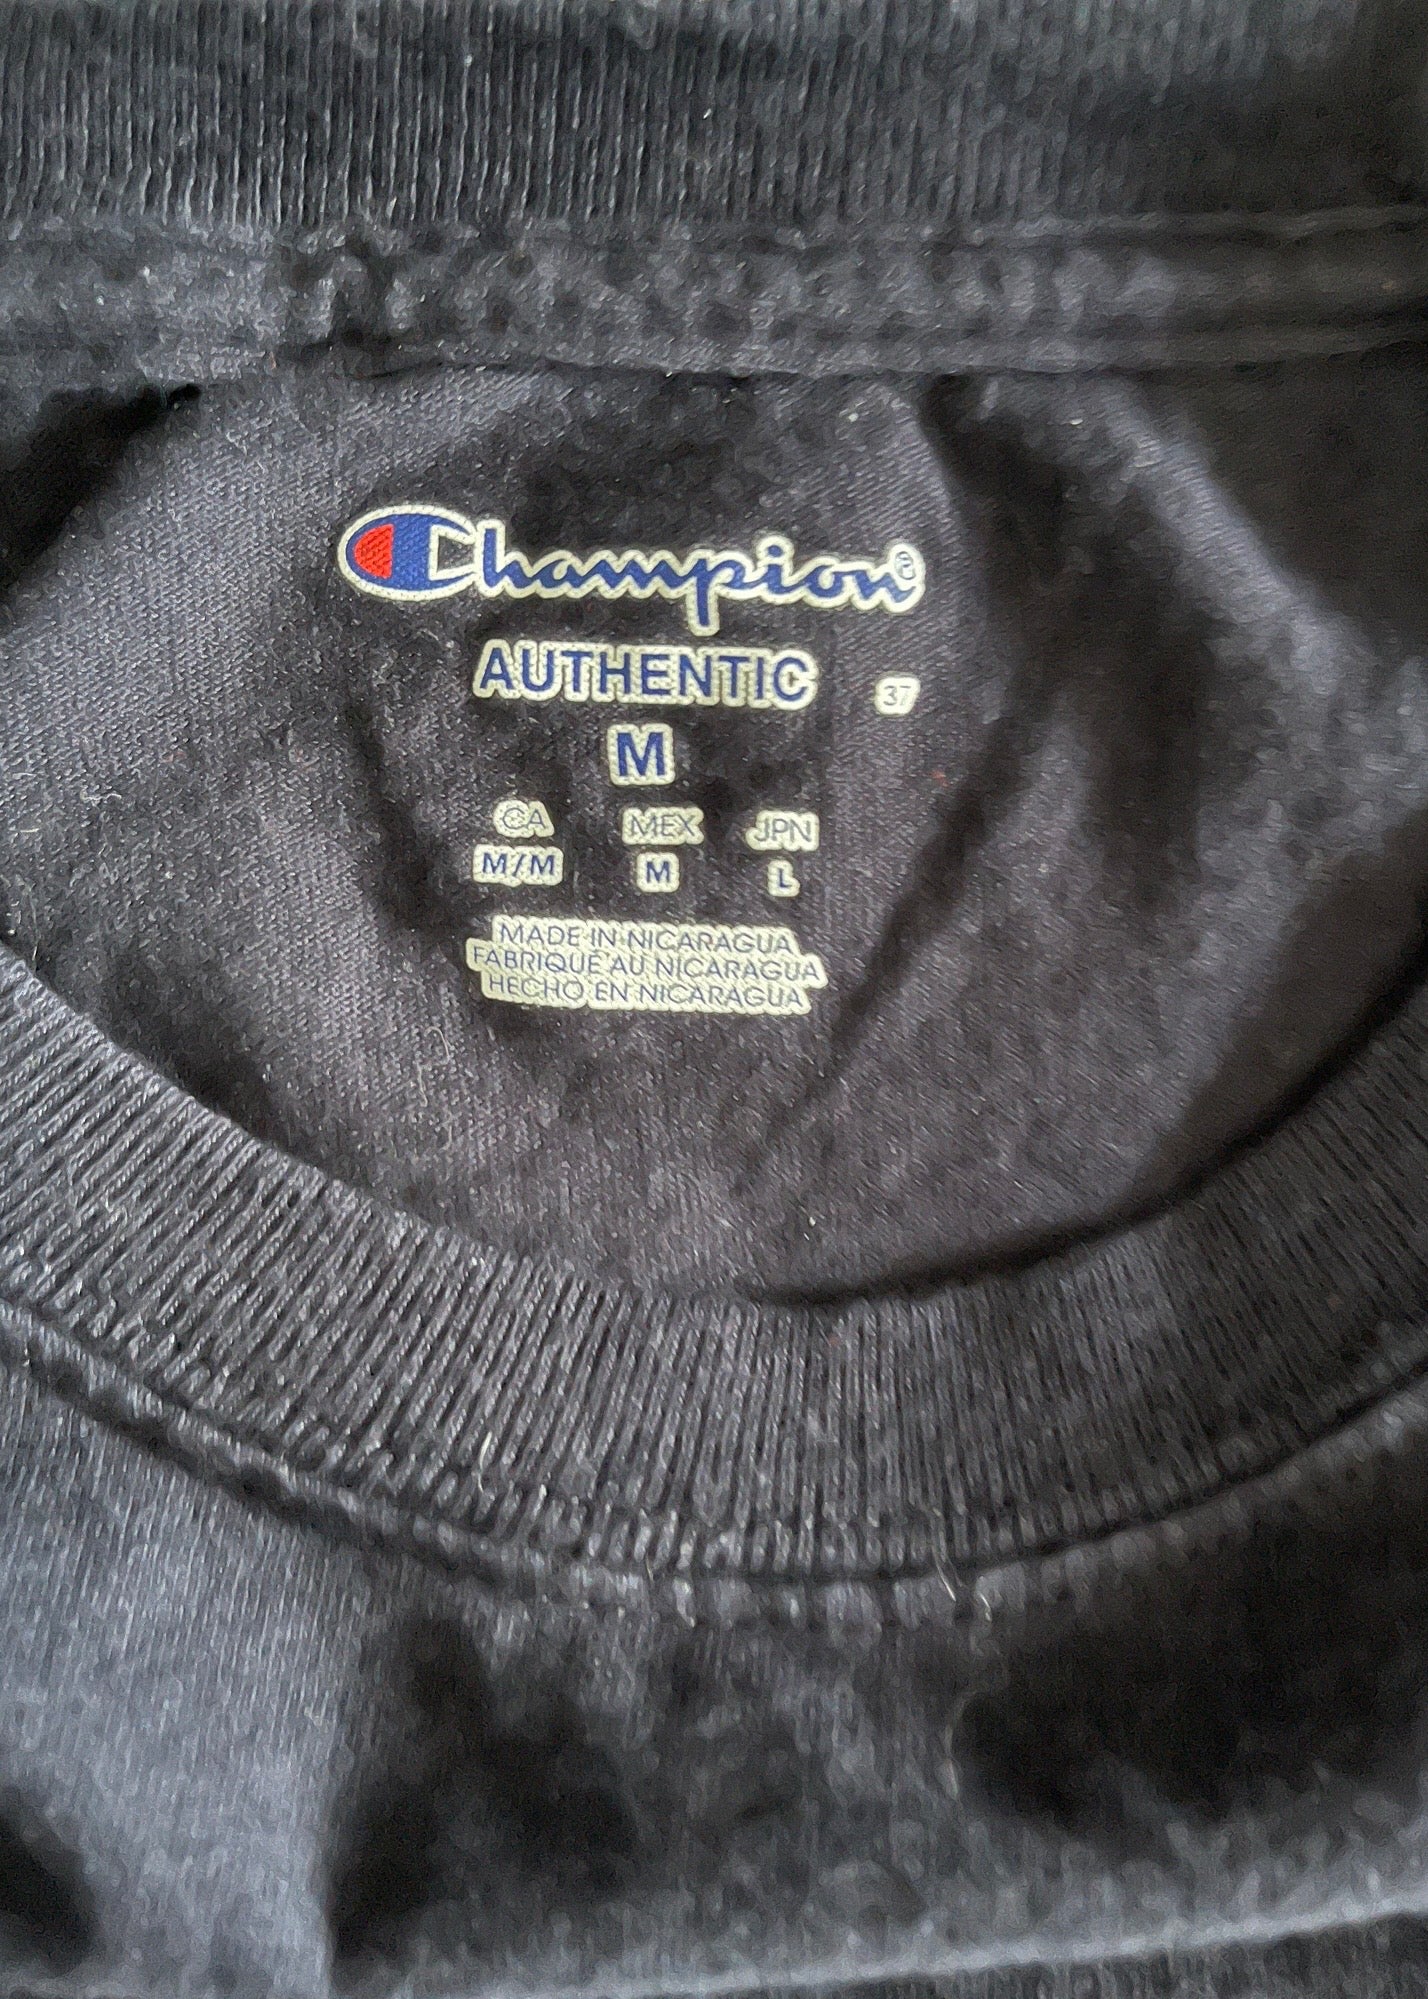 Champion®
AUTHENTIC 37
M
CA MEX JPN
M/M M L
MADE IN NICARAGUA
FABRIQUÉ AU NICARAGUA
HECHO EN NICARAGUA